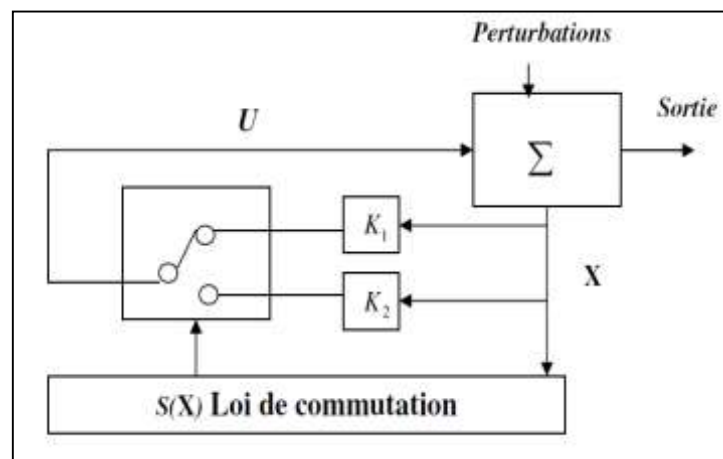 Perturbations
U
Sortie
Σ
K₁
X
K₂
S(X) Loi de commutation